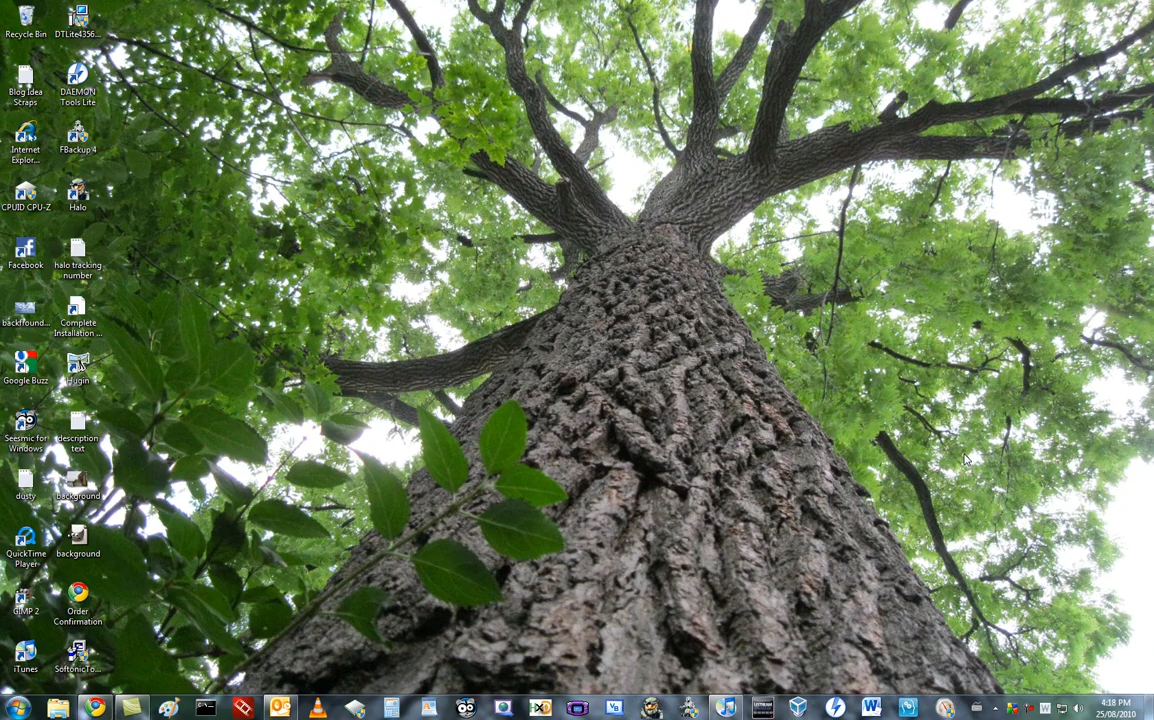 Recycle Bin
DTLite4356...
Blog Idea
Straps
DAEMON
Tools Lite
Internet
Explor...
FBackup 4
CPUID CPU-Z
Halo
Facebook
halo tracking
number
backfround...
Complete
Installation ...
Google Buzz
Hugin
Seesmic for
Windows
description
text
dusty
background
QuickTime
Player
background
GIMP 2
Order
Confirmation
iTunes
SoftonicTo...
4:18 PM
25/08/2010